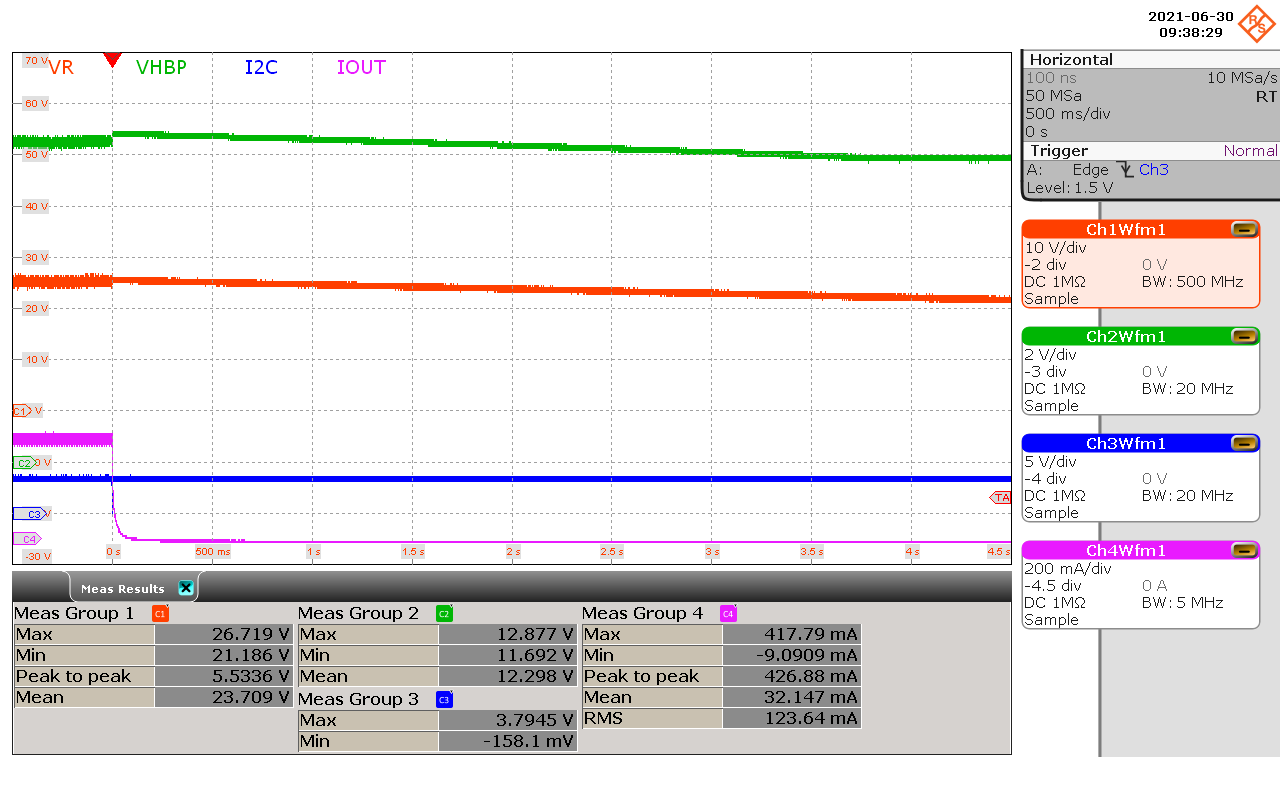 2021-06-30
09:38:29
R S
70 V VR VHBP I2C IOUT
60 V
50 V
40 V
30 V
20 V
10 V
C1 V
C2 0 V
C3 V
C4
TA
-30 V 0 s 500 ms 1 s 1.5 s 2 s 2.5 s 3 s 3.5 s 4 s 4.5 s
Horizontal
100 ns 10 MSa/s
50 MSa RT
500 ms/div
0 s
Trigger Normal
A: Edge Ch3
Level: 1.5 V
Ch1Wfm1
10 V/div
-2 div 0 V
DC 1MΩ BW: 500 MHz
Sample
Ch2Wfm1
2 V/div
-3 div 0 V
DC 1MΩ BW: 20 MHz
Sample
Ch3Wfm1
5 V/div
-4 div 0 V
DC 1MΩ BW: 20 MHz
Sample
Ch4Wfm1
200 mA/div
-4.5 div 0 A
DC 1MΩ BW: 5 MHz
Sample
Meas Results
Meas Group 1 C1
Max 26.719 V
Min 21.186 V
Peak to peak 5.5336 V
Mean 23.709 V
Meas Group 2 C2
Max 12.877 V
Min 11.692 V
Mean 12.298 V
Meas Group 3 C3
Max 3.7945 V
Min -158.1 mV
Meas Group 4 C4
Max 417.79 mA
Min -9.0909 mA
Peak to peak 426.88 mA
Mean 32.147 mA
RMS 123.64 mA